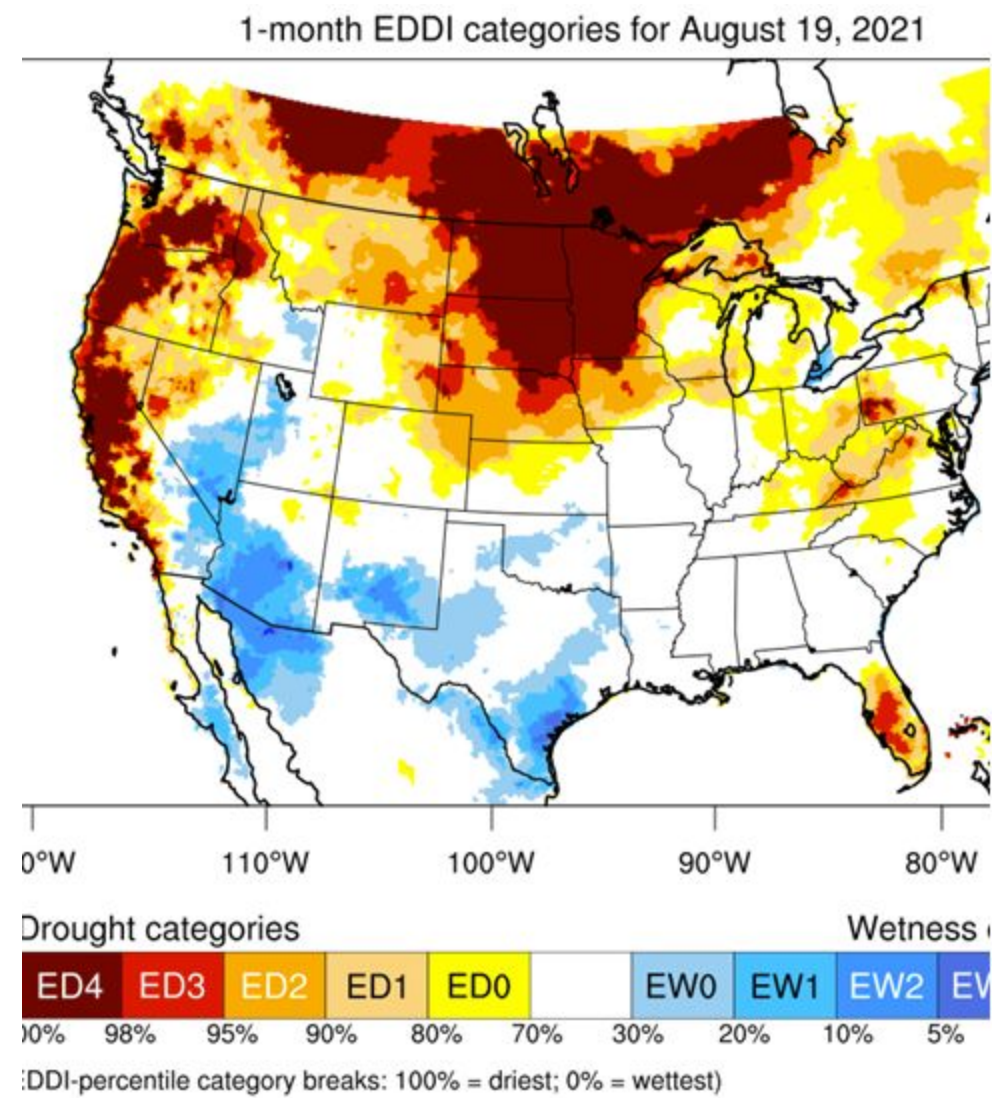 1-month EDDI categories for August 19, 2021
0°W 110°W 100°W 90°W 80°W
Drought categories Wetness
ED4 ED3 ED2 ED1 ED0 EW0 EW1 EW2 EW
00% 98% 95% 90% 80% 70% 30% 20% 10% 5%
EDDI-percentile category breaks: 100% = driest; 0% = wettest)